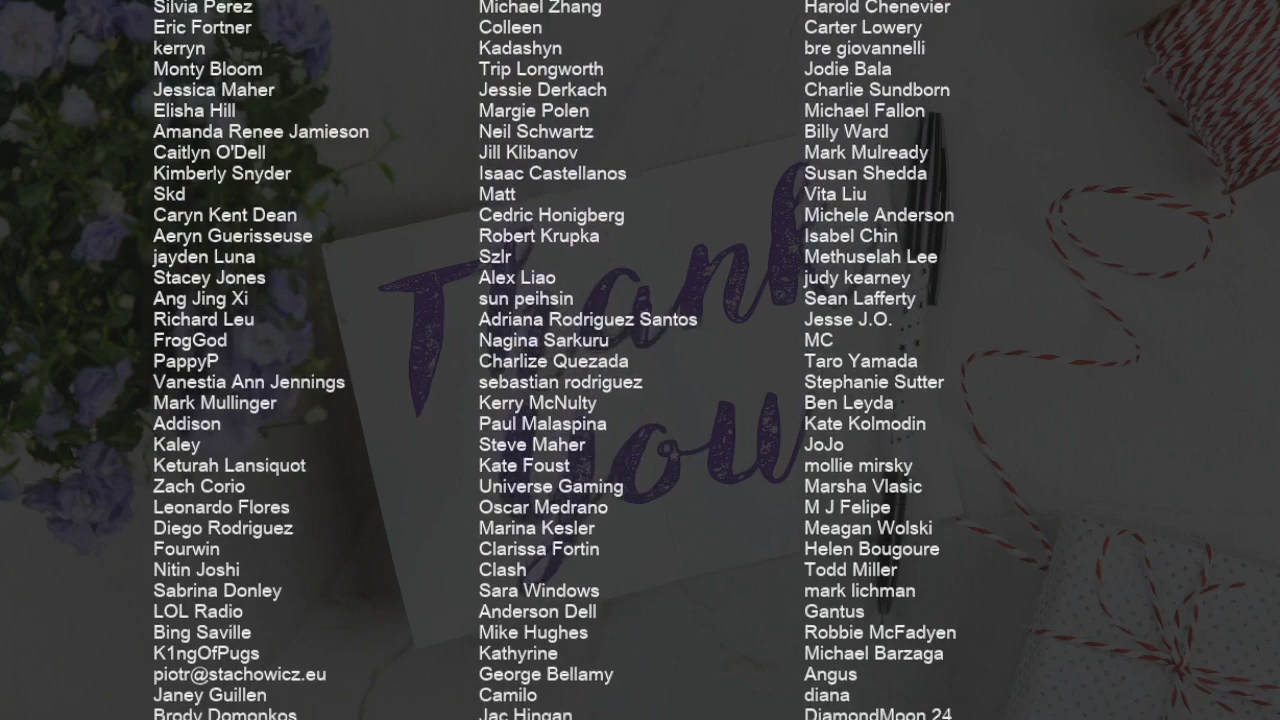 Silvia Perez
Eric Fortner
kerryn
Monty Bloom
Jessica Maher
Elisha Hill
Amanda Renee Jamieson
Caitlyn O'Dell
Kimberly Snyder
Skd
Caryn Kent Dean
Aeryn Guerisseuse
jayden Luna
Stacey Jones
Ang Jing Xi
Richard Leu
FrogGod
PappyP
Vanestia Ann Jennings
Mark Mullinger
Addison
Kaley
Keturah Lansiquot
Zach Corio
Leonardo Flores
Diego Rodriguez
Fourwin
Nitin Joshi
Sabrina Donley
LOL Radio
Bing Saville
K1ngOfPugs
piotr@stachowicz.eu
Janey Guillen
Brody Domonkos
Michael Zhang
Colleen
Kadashyn
Trip Longworth
Jessie Derkach
Margie Polen
Neil Schwartz
Jill Klibanov
Isaac Castellanos
Matt
Cedric Honigberg
Robert Krupka
Szlr
Alex Liao
sun peihsin
Adriana Rodriguez Santos
Nagina Sarkuru
Charlize Quezada
sebastian rodriguez
Kerry McNulty
Paul Malaspina
Steve Maher
Kate Foust
Universe Gaming
Oscar Medrano
Marina Kesler
Clarissa Fortin
Clash
Sara Windows
Anderson Dell
Mike Hughes
Kathyrine
George Bellamy
Camilo
Jac Hingan
Harold Chenevier
Carter Lowery
bre giovannelli
Jodie Bala
Charlie Sundborn
Michael Fallon
Billy Ward
Mark Mulready
Susan Shedda
Vita Liu
Michele Anderson
Isabel Chin
Methuselah Lee
judy kearney
Sean Lafferty
Jesse J.O.
MC
Taro Yamada
Stephanie Sutter
Ben Leyda
Kate Kolmodin
JoJo
mollie mirsky
Marsha Vlasic
M J Felipe
Meagan Wolski
Helen Bougoure
Todd Miller
mark lichman
Gantus
Robbie McFadyen
Michael Barzaga
Angus
diana
DiamondMoon 24
Thank
you